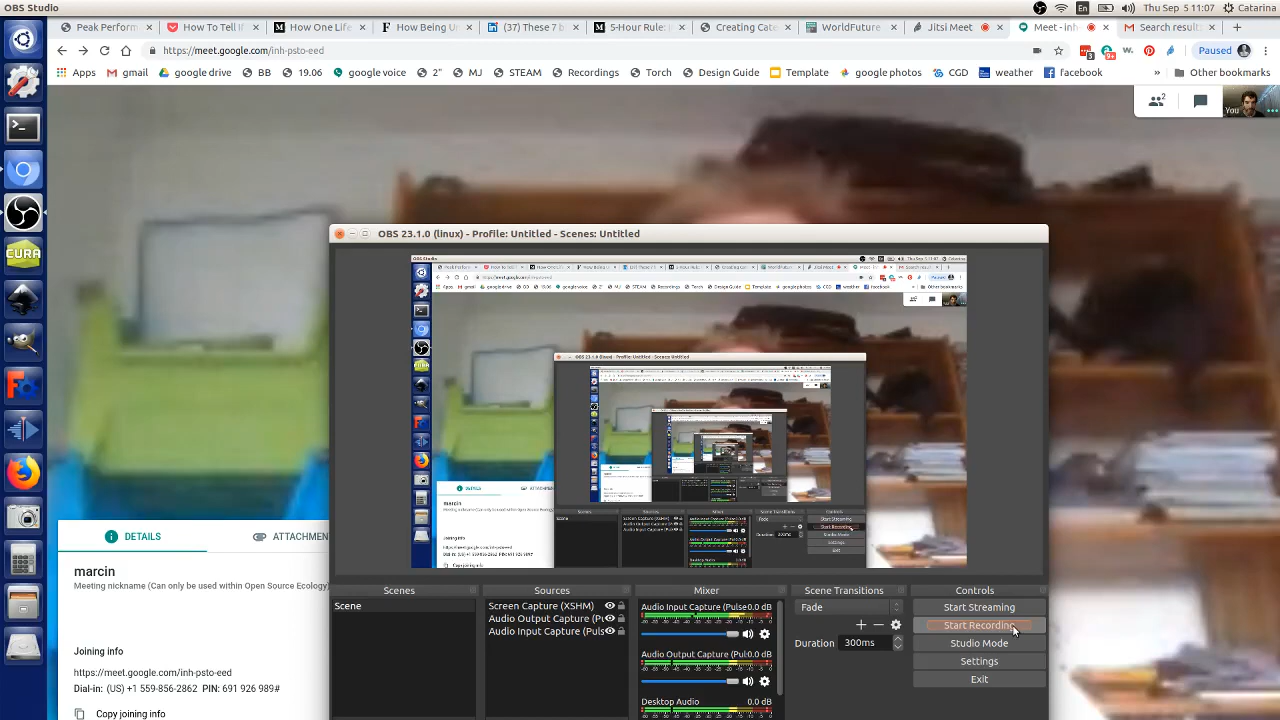 OBS Studio
En
Thu Sep 5 11:07
Catarina
Peak Perform
How To Tell I
How One Life
How Being Un
(37) These 7 b
5-Hour Rule:
Creating Cate
WorldFuture
Jitsi Meet
Meet - inh
Search result
https://meet.google.com/inh-psto-eed
Paused
Apps
gmail
google drive
BB
19.06
google voice
2"
MJ
STEAM
Recordings
Torch
Design Guide
Template
google photos
CGD
weather
facebook
»
Other bookmarks
2
You
CURA
OBS 23.1.0 (linux) - Profile: Untitled - Scenes: Untitled
DETAILS
ATTACHMEN
marcin
Meeting nickname (Can only be used within Open Source Ecology)
Joining info
https://meet.google.com/inh-psto-eed
Dial-in: (US) +1 559-856-2862 PIN: 691 926 989#
Copy joining info
Scenes
Scene
Sources
Screen Capture (XSHM)
Audio Output Capture (Pu
Audio Input Capture (Puls
Mixer
Audio Input Capture (Pulse
0.0 dB
Audio Output Capture (Pul
0.0 dB
Desktop Audio
0.0 dB
Scene Transitions
Fade
Duration
300ms
Controls
Start Streaming
Start Recording
Studio Mode
Settings
Exit